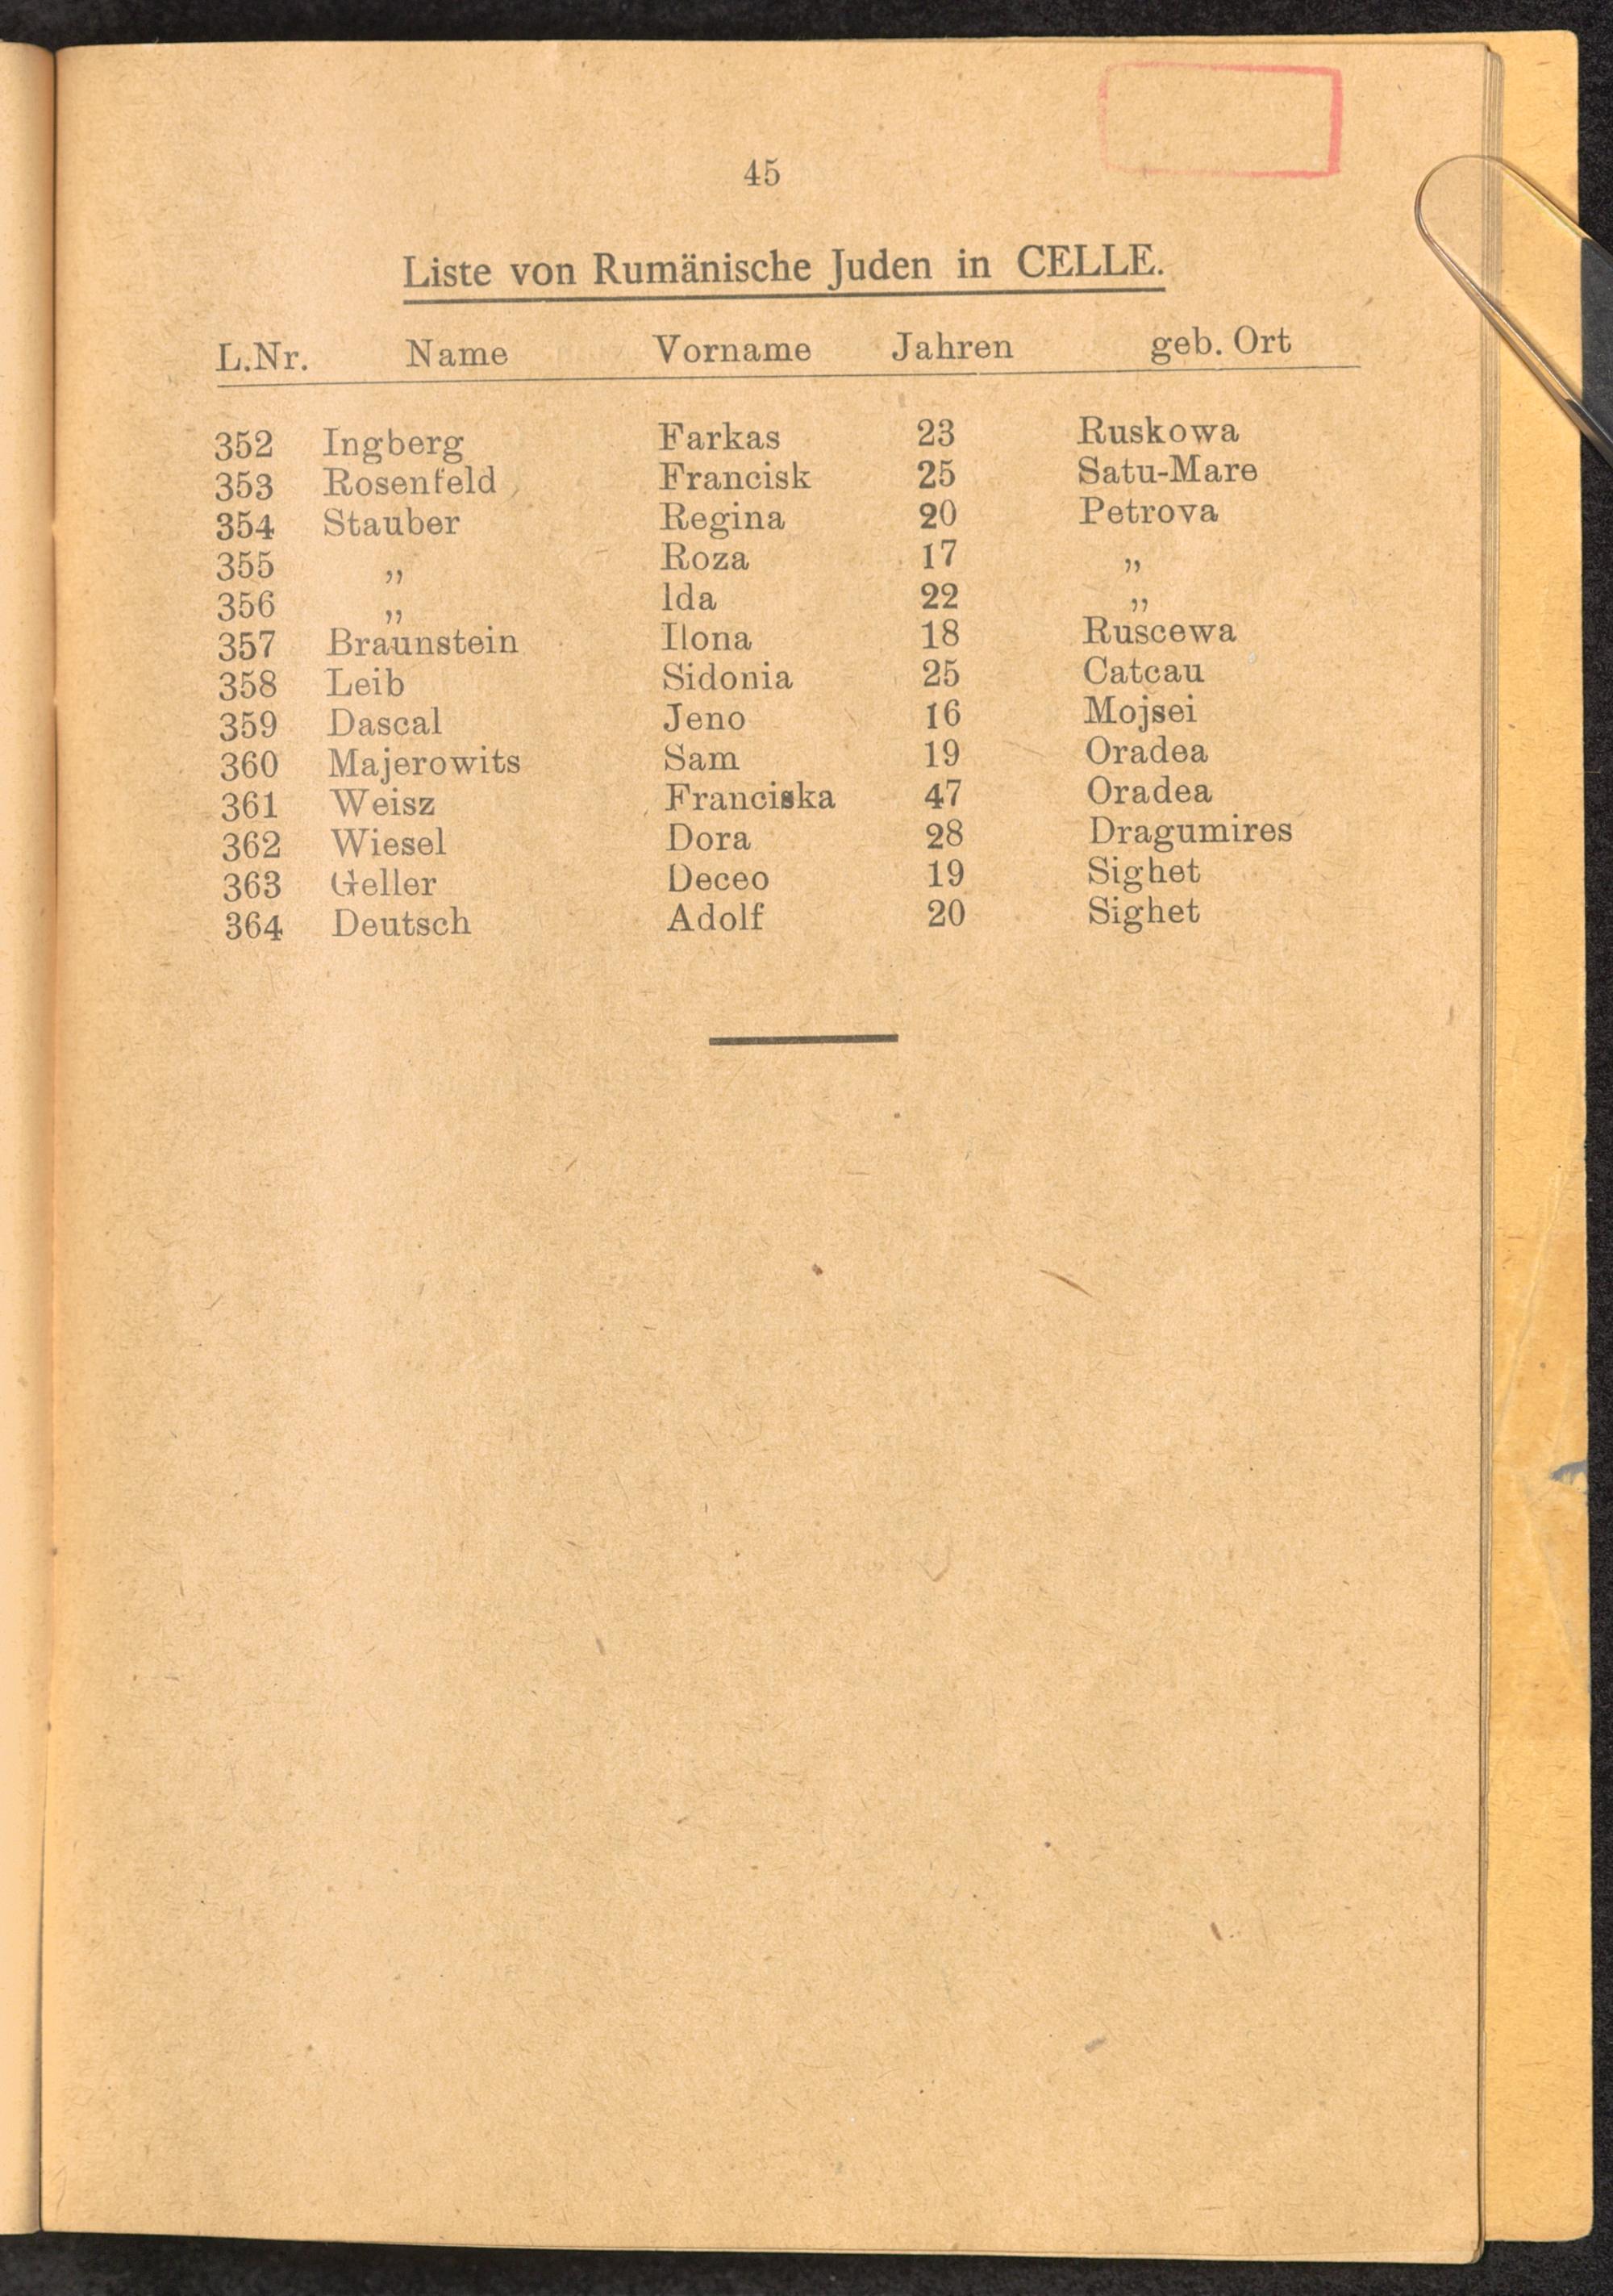 45
Liste von Rumänische Juden in CELLE.
L.Nr. Name Vorname Jahren geb. Ort
352 Ingberg Farkas 23 Ruskowa
353 Rosenfeld Francisk 25 Satu-Mare
354 Stauber Regina 20 Petrova
355 „ Roza 17 „
356 „ Ida 22 „
357 Braunstein Ilona 18 Ruscewa
358 Leib Sidonia 25 Catcau
359 Dascal Jeno 16 Mojsei
360 Majerowits Sam 19 Oradea
361 Weisz Franciska 47 Oradea
362 Wiesel Dora 28 Dragumires
363 Geller Deceo 19 Sighet
364 Deutsch Adolf 20 Sighet